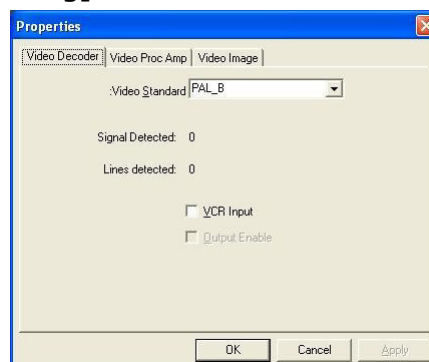 Properties
Video Decoder Video Proc Amp Video Image
:Video Standard PAL_B
Signal Detected: 0
Lines detected: 0
VCR Input
Output Enable
OK Cancel Apply